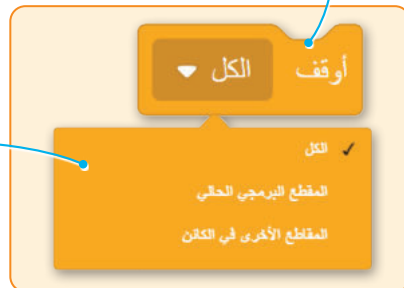 أوقف الكل
الكل
المقطع البرمجي الحالي
المقاطع الأخرى في الكائن